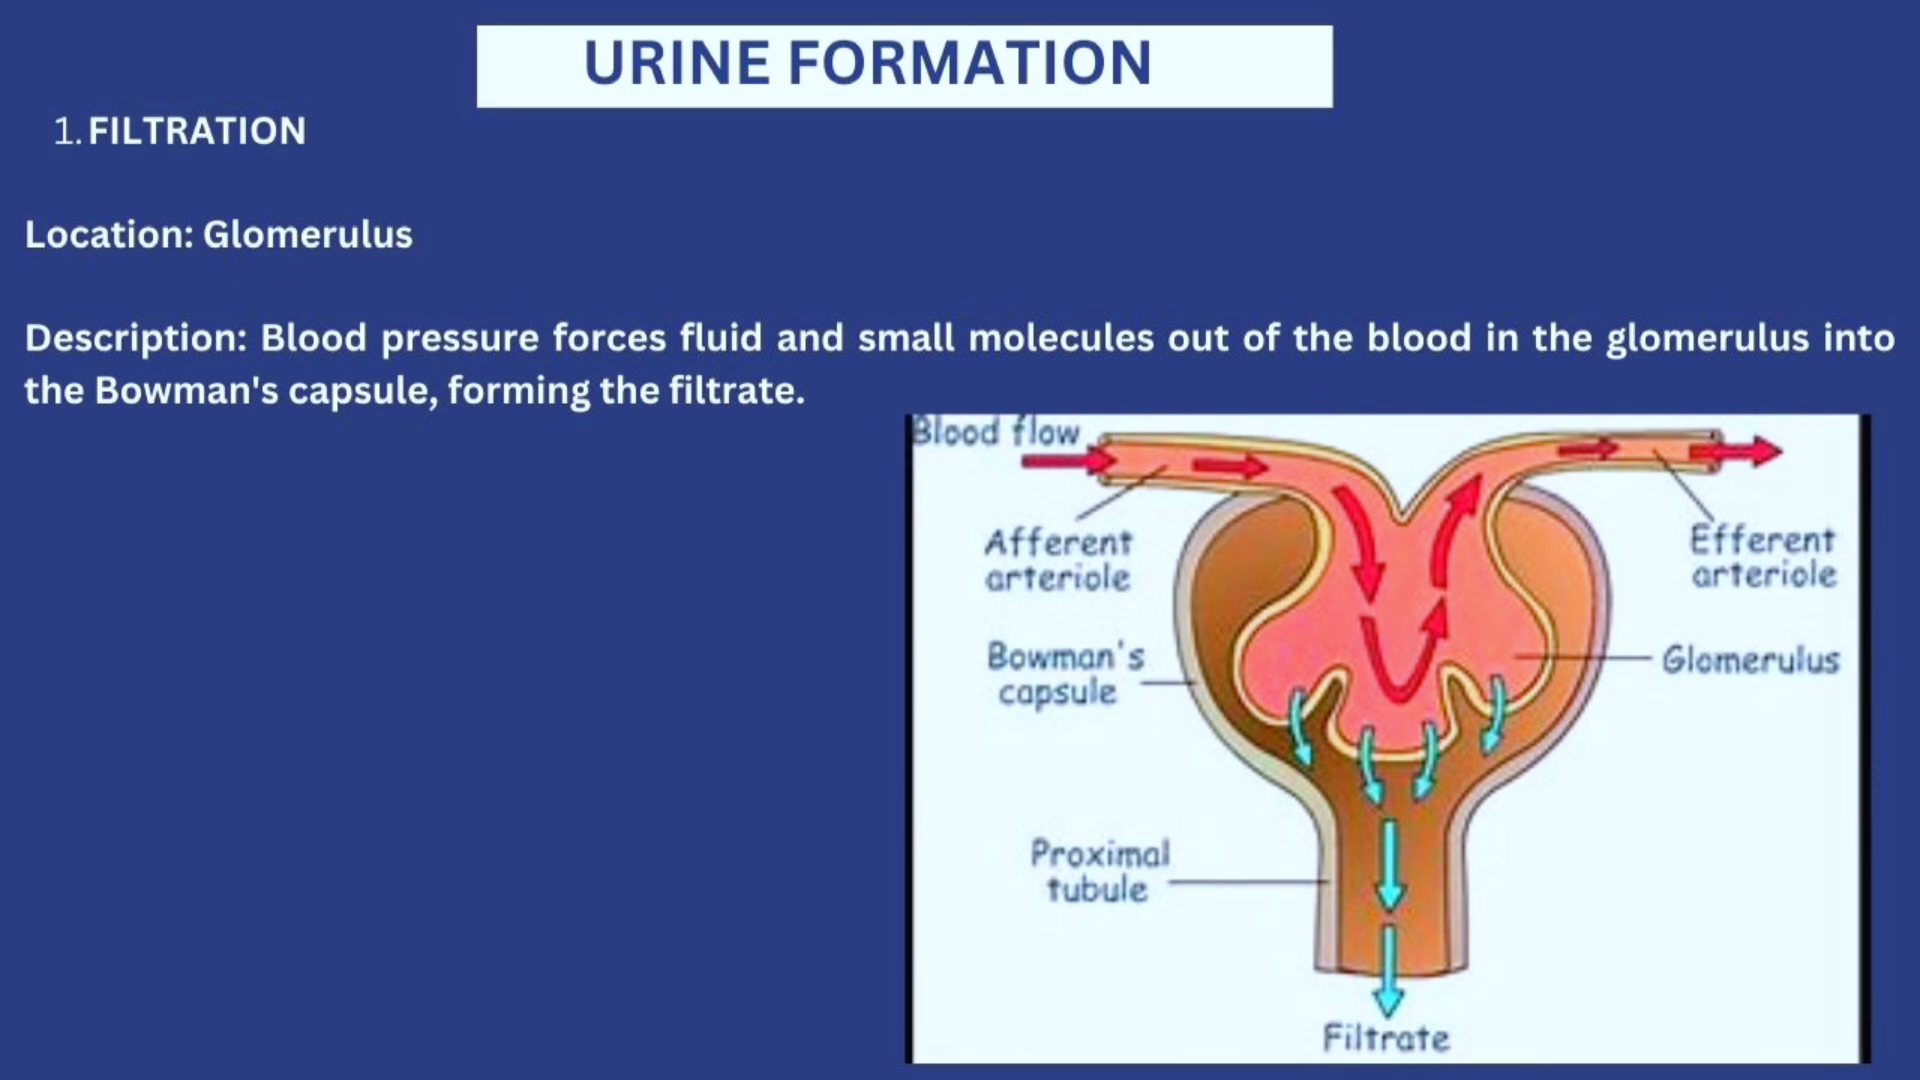 URINE FORMATION
1. FILTRATION
Location: Glomerulus
Description: Blood pressure forces fluid and small molecules out of the blood in the glomerulus into
the Bowman's capsule, forming the filtrate.
Blood flow
Afferent
arteriole
Efferent
arteriole
Bowman's
capsule
Glomerulus
Proximal
tubule
Filtrate